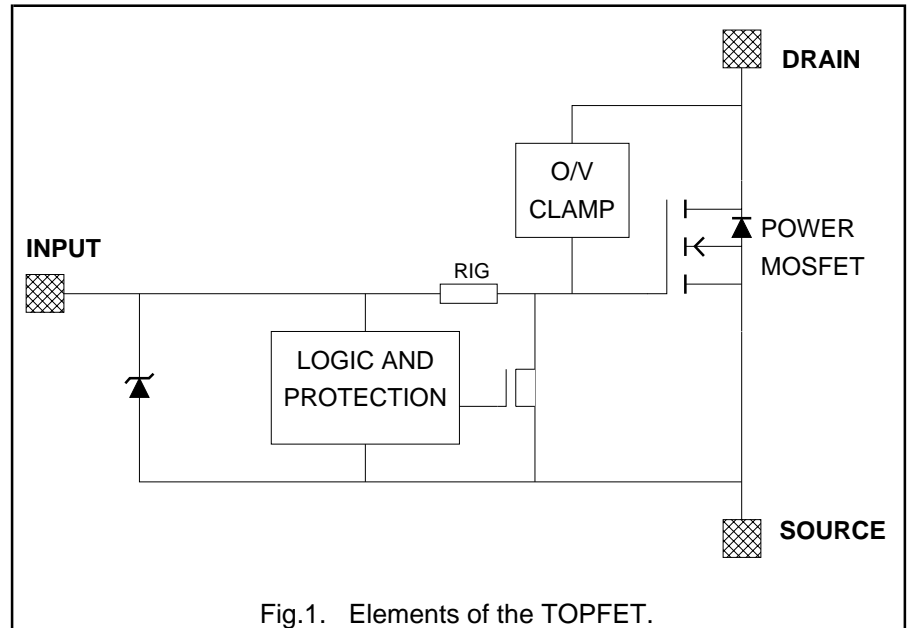 DRAIN
O/V
CLAMP
POWER
MOSFET
INPUT
RIG
LOGIC AND
PROTECTION
SOURCE
Fig.1. Elements of the TOPFET.